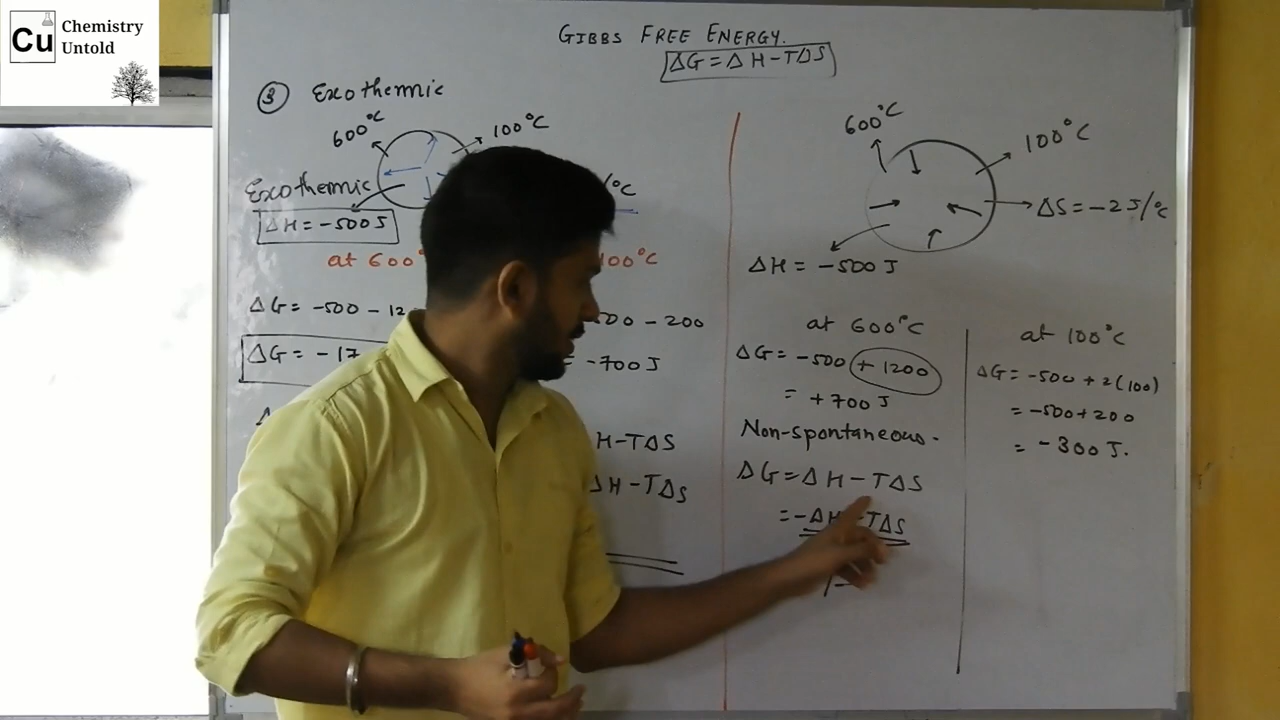 Cu
Chemistry
Untold
GIBBS FREE ENERGY.
ΔG = ΔH - TΔS
③ Exothermic
600°C
100°C
Exothermic
ΔH = -500 J
at 600°
100°C
ΔG = -500 - 12
00 - 200
ΔG = - 17
= -700 J
H - TΔS
ΔH - TΔS
600°C
100°C
ΔS = -2 J/°C
ΔH = -500 J
at 600°C
ΔG = -500 + 1200
= +700 J
Non-spontaneous.
ΔG = ΔH - TΔS
= -ΔH - TΔS
at 100°C
ΔG = -500 + 2(100)
= -500 + 200
= -300 J.